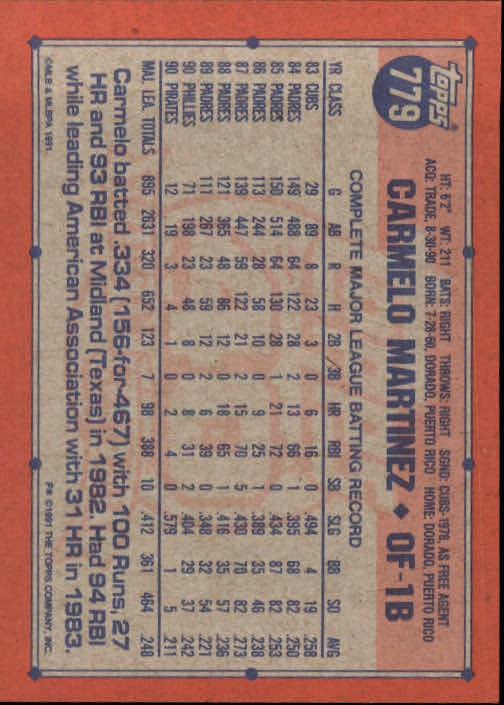 topps
779
HT: 6'2" WT: 211 BATS: RIGHT THROWS: RIGHT SGND: CUBS-1978, AS FREE AGENT
ACQ: TRADE, 8-30-90 BORN: 7-28-60, DORADO, PUERTO RICO HOME: DORADO, PUERTO RICO
CARMELO MARTINEZ ◆ OF-1B
COMPLETE MAJOR LEAGUE BATTING RECORD
YR CLASS G AB R H 2B 3B HR RBI SB SLG BB SO AVG
83 CUBS 29 89 8 23 3 0 6 16 0 .494 4 19 .258
84 PADRES 149 488 64 122 28 2 13 66 1 .395 68 82 .250
85 PADRES 150 514 64 130 28 1 21 72 0 .434 87 82 .253
86 PADRES 113 244 28 58 10 0 9 25 1 .389 35 46 .238
87 PADRES 139 447 59 122 21 2 15 70 5 .430 70 82 .273
88 PADRES 121 365 48 86 12 0 18 65 1 .416 35 57 .236
89 PADRES 111 267 23 59 12 2 6 39 0 .348 32 54 .221
90 PHILLIES 71 198 23 48 8 0 8 31 2 .404 29 37 .242
90 PIRATES 12 19 3 4 1 0 2 4 0 .579 1 5 .211
MAJ. LEA. TOTALS 895 2631 320 652 123 7 98 388 10 .412 361 464 .248
Carmelo batted .334 (156-for-467) with 100 Runs, 27
HR and 93 RBI at Midland (Texas) in 1982. Had 94 RBI
while leading American Association with 31 HR in 1983.
©MLB & MLBPA 1991. P® ©1991 THE TOPPS COMPANY, INC.